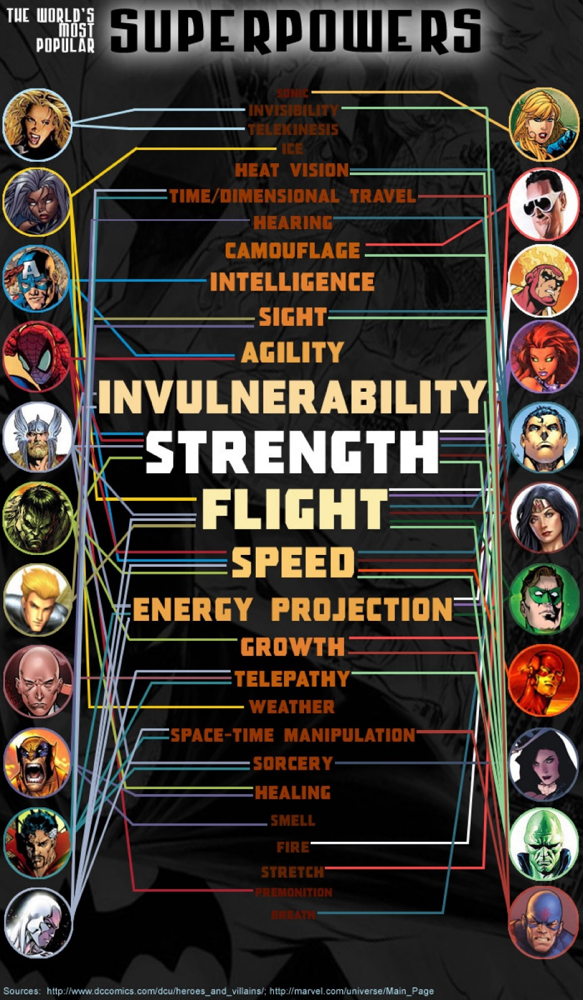 THE WORLD'S
MOST
POPULAR
SUPERPOWERS
SONIC
INVISIBILITY
TELEKINESIS
ICE
HEAT VISION
TIME/DIMENSIONAL TRAVEL
HEARING
CAMOUFLAGE
A
INTELLIGENCE
SIGHT
AGILITY
INVULNERABILITY
STRENGTH
FLIGHT
SPEED
ENERGY PROJECTION
GROWTH
TELEPATHY
WEATHER
SPACE-TIME MANIPULATION
SORCERY
HEALING
SMELL
FIRE
STRETCH
PREMONITION
BREATH
Sources: http://www.dccomics.com/dcu/heroes_and_villains/; http://marvel.com/universe/Main_Page